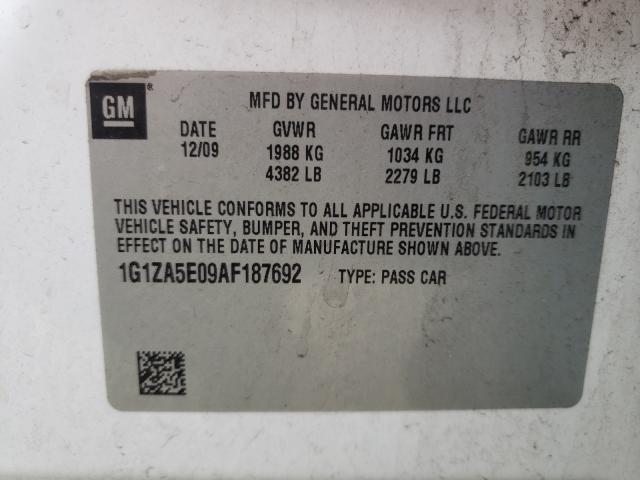 GM ®
MFD BY GENERAL MOTORS LLC
DATE GVWR GAWR FRT GAWR RR
12/09 1988 KG 1034 KG 954 KG
4382 LB 2279 LB 2103 LB
THIS VEHICLE CONFORMS TO ALL APPLICABLE U.S. FEDERAL MOTOR
VEHICLE SAFETY, BUMPER, AND THEFT PREVENTION STANDARDS IN
EFFECT ON THE DATE OF MANUFACTURE SHOWN ABOVE.
1G1ZA5E09AF187692 TYPE: PASS CAR